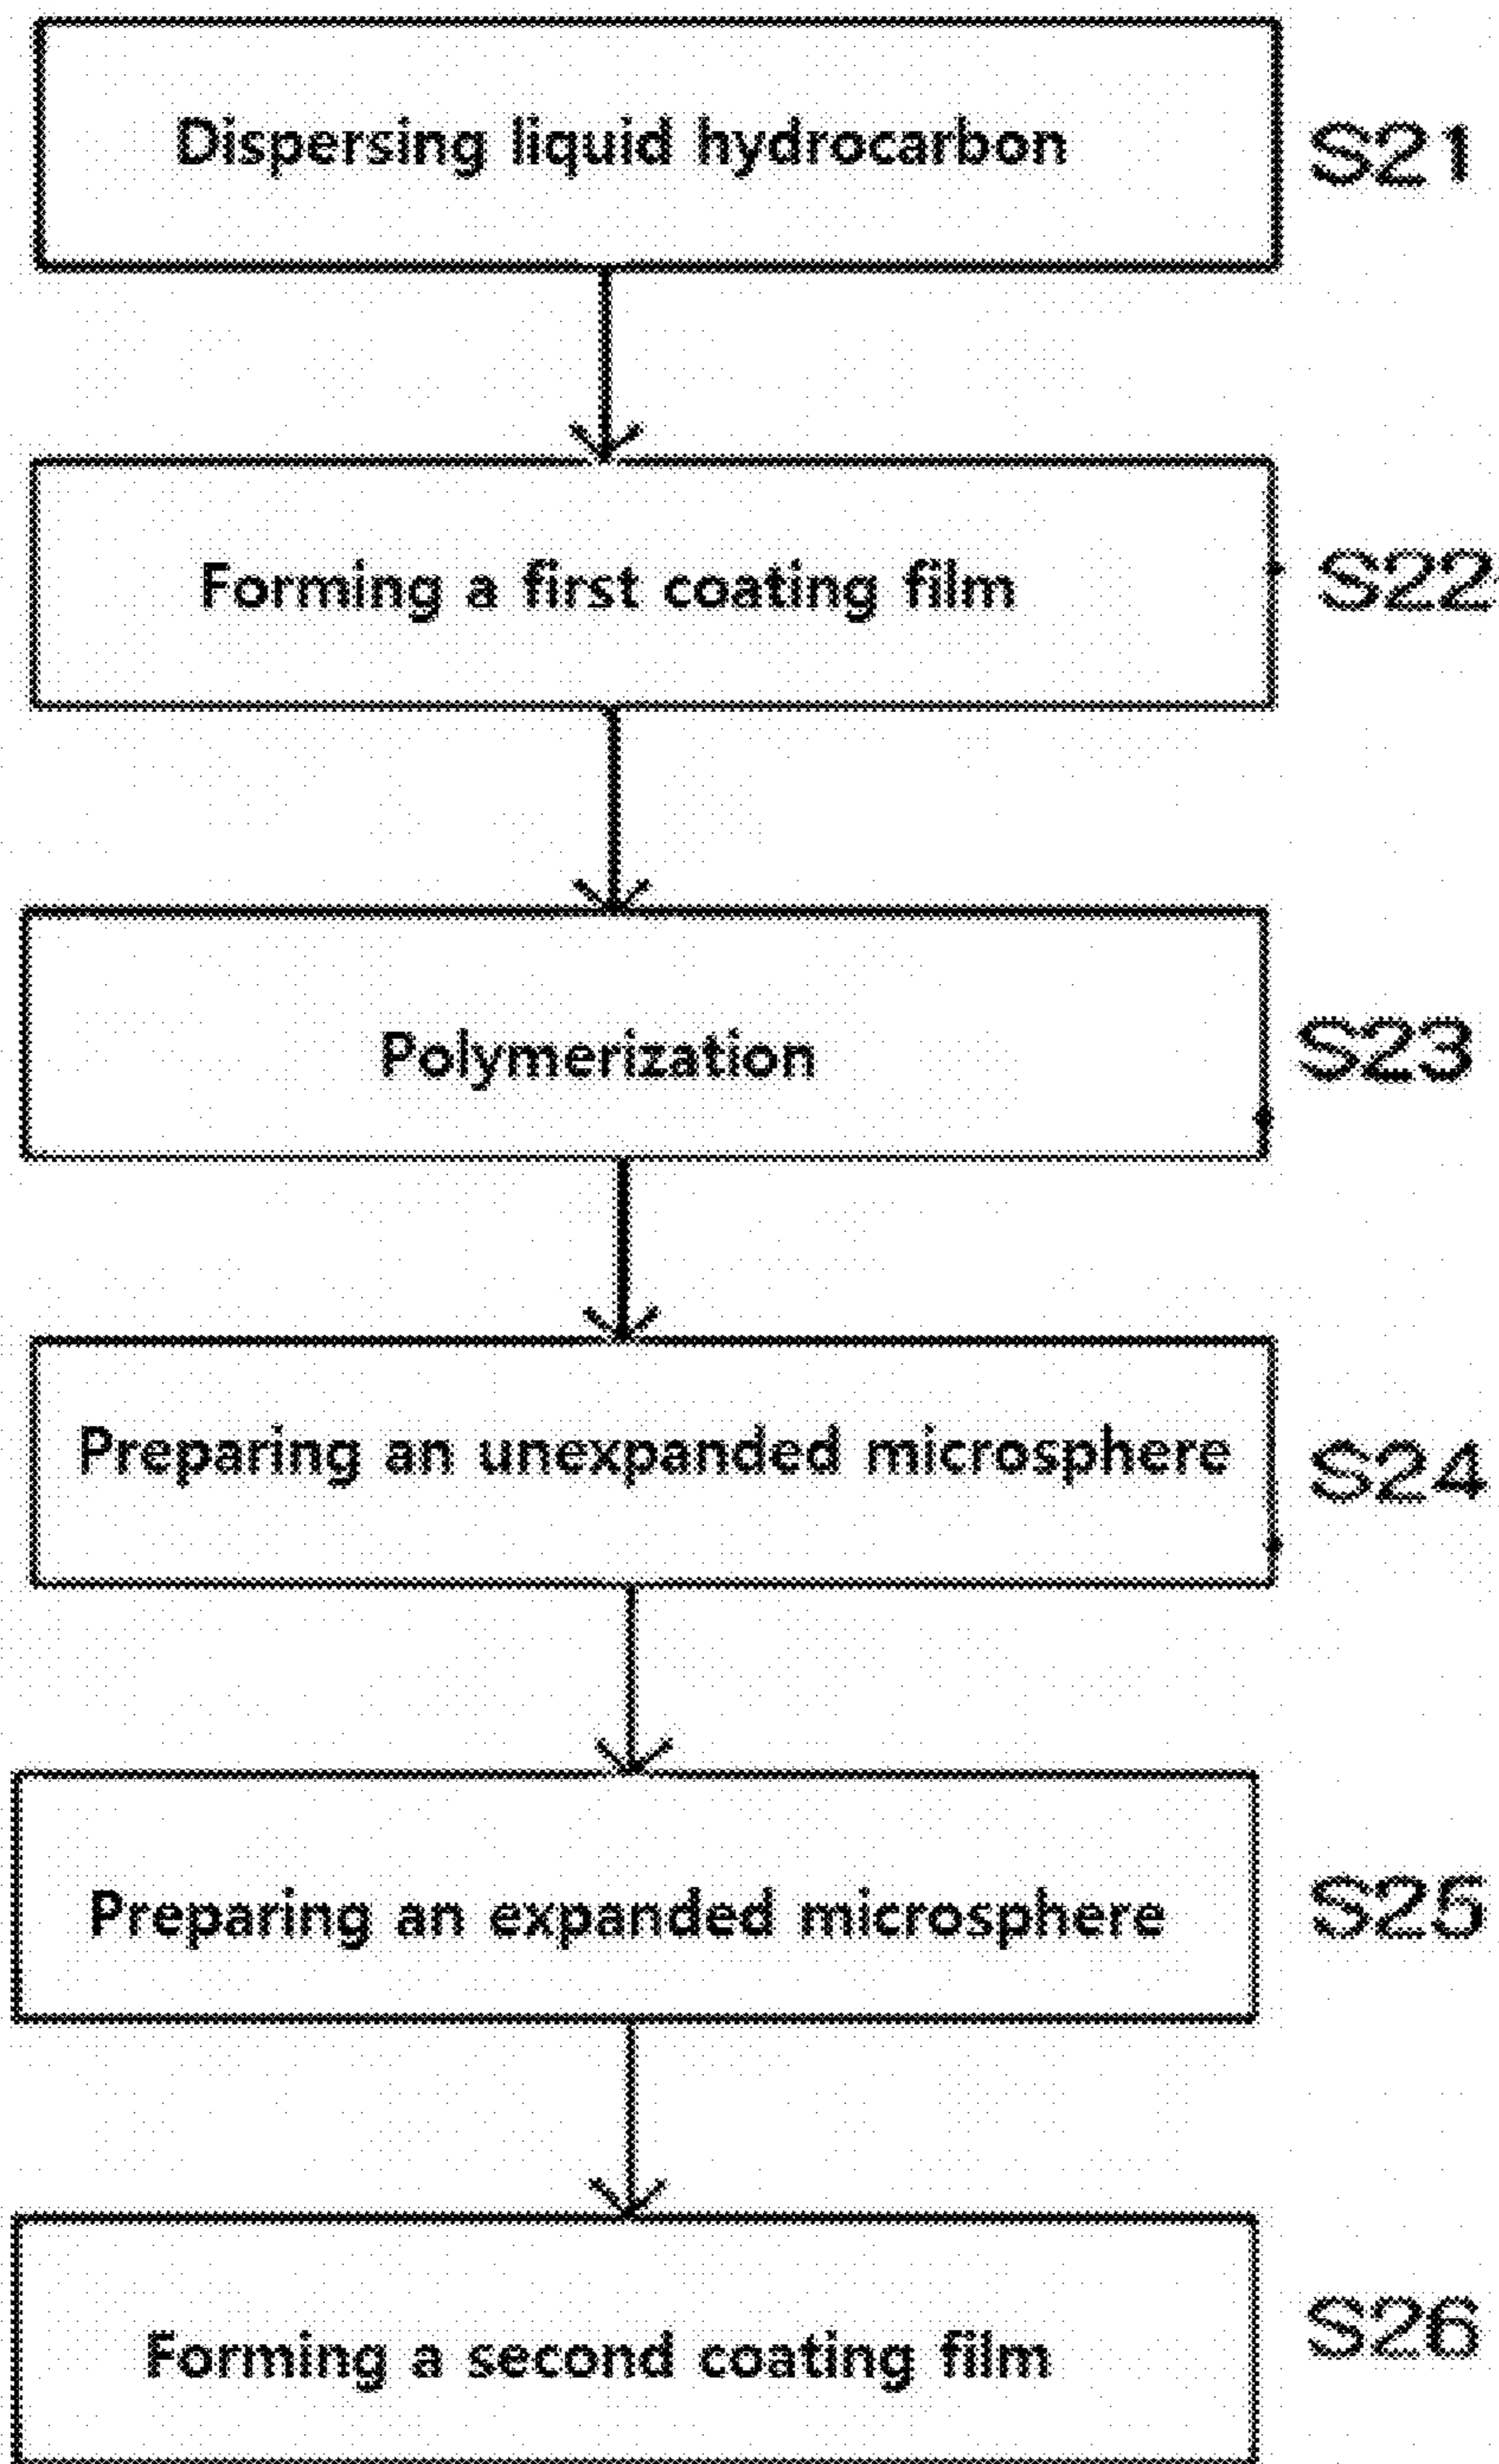 Dispersing liquid hydrocarbon S21
Forming a first coating film S22
Polymerization S23
Preparing an unexpanded microsphere S24
Preparing an expanded microsphere S25
Forming a second coating film S26